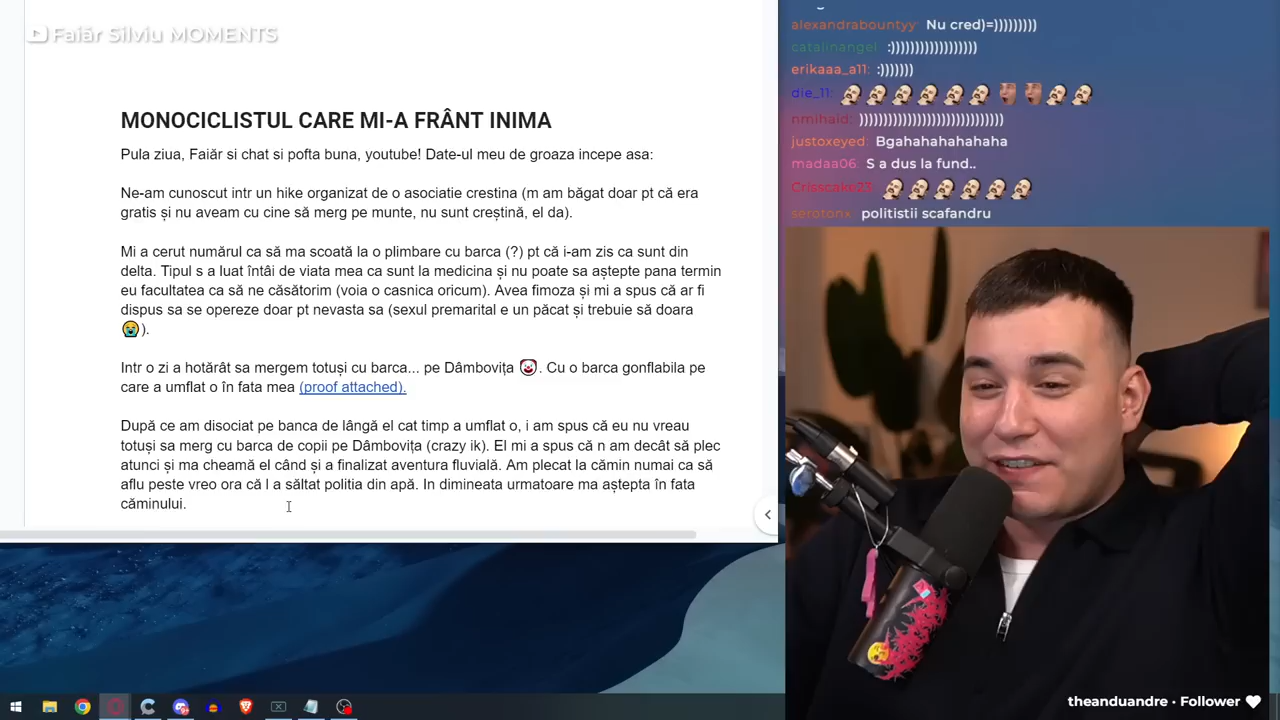 Faiăr Silviu MOMENTS
MONOCICLISTUL CARE MI-A FRÂNT INIMA
Pula ziua, Faiăr si chat si pofta buna, youtube! Date-ul meu de groaza incepe asa:
Ne-am cunoscut intr un hike organizat de o asociatie crestina (m am băgat doar pt că era
gratis și nu aveam cu cine să merg pe munte, nu sunt creștină, el da).
Mi a cerut numărul ca să ma scoată la o plimbare cu barca (?) pt că i-am zis ca sunt din
delta. Tipul s a luat întâi de viata mea ca sunt la medicina și nu poate sa aștepte pana termin
eu facultatea ca să ne căsătorim (voia o casnica oricum). Avea fimoza și mi a spus că ar fi
dispus sa se opereze doar pt nevasta sa (sexul premarital e un păcat și trebuie să doara
😭).
Intr o zi a hotărât sa mergem totuși cu barca... pe Dâmbovița 🤡. Cu o barca gonflabila pe
care a umflat o în fata mea (proof attached).
După ce am disociat pe banca de lângă el cat timp a umflat o, i am spus că eu nu vreau
totuși sa merg cu barca de copii pe Dâmbovița (crazy ik). El mi a spus că n am decât să plec
atunci și ma cheamă el când și a finalizat aventura fluvială. Am plecat la cămin numai ca să
aflu peste vreo ora că l a săltat politia din apă. In dimineata urmatoare ma aștepta în fata
căminului.
alexandrabountyy: Nu cred)=)))))))))
catalinangel: :)))))))))))))))))))
erikaaa_a11: :)))))))
die_11:
nmihaid: ))))))))))))))))))))))))))))))
justoxeyed: Bgahahahahaha
madaa06: S a dus la fund..
Crisscake23:
serotonx: politistii scafandru
theanduandre · Follower